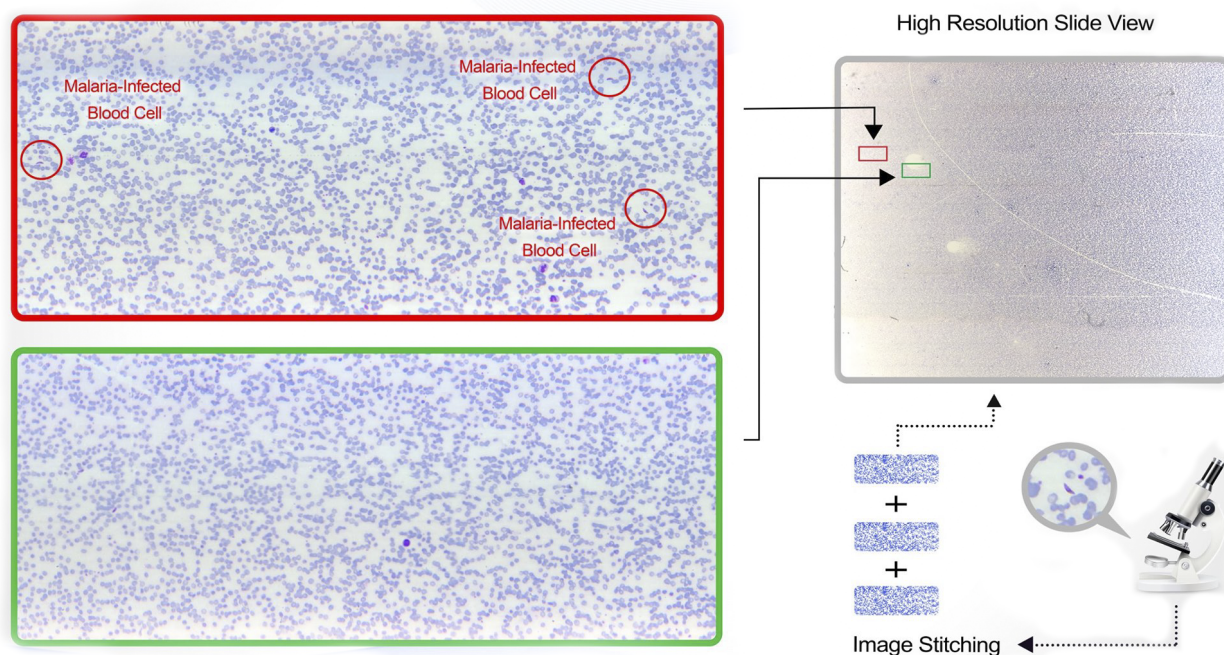 High Resolution Slide View
Malaria-Infected
Blood Cell
Malaria-Infected
Blood Cell
Malaria-Infected
Blood Cell
+
+
Image Stitching